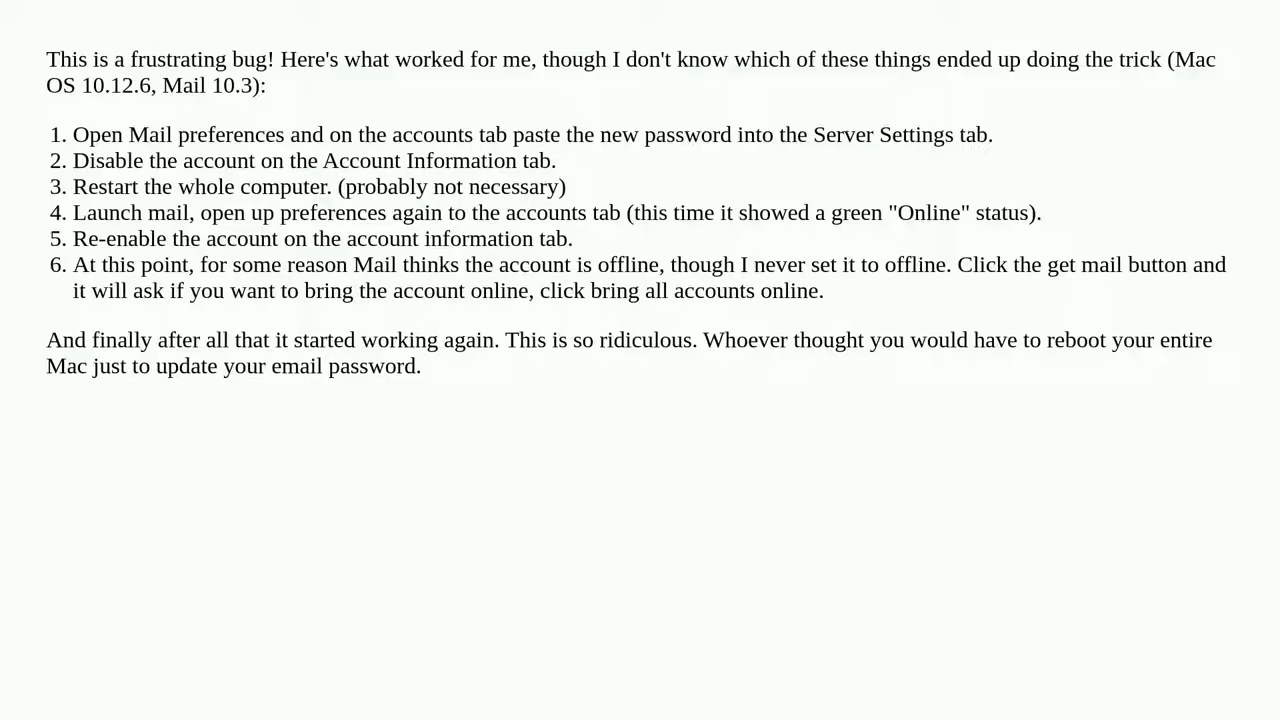 This is a frustrating bug! Here's what worked for me, though I don't know which of these things ended up doing the trick (Mac
OS 10.12.6, Mail 10.3):
1. Open Mail preferences and on the accounts tab paste the new password into the Server Settings tab.
2. Disable the account on the Account Information tab.
3. Restart the whole computer. (probably not necessary)
4. Launch mail, open up preferences again to the accounts tab (this time it showed a green "Online" status).
5. Re-enable the account on the account information tab.
6. At this point, for some reason Mail thinks the account is offline, though I never set it to offline. Click the get mail button and
it will ask if you want to bring the account online, click bring all accounts online.
And finally after all that it started working again. This is so ridiculous. Whoever thought you would have to reboot your entire
Mac just to update your email password.